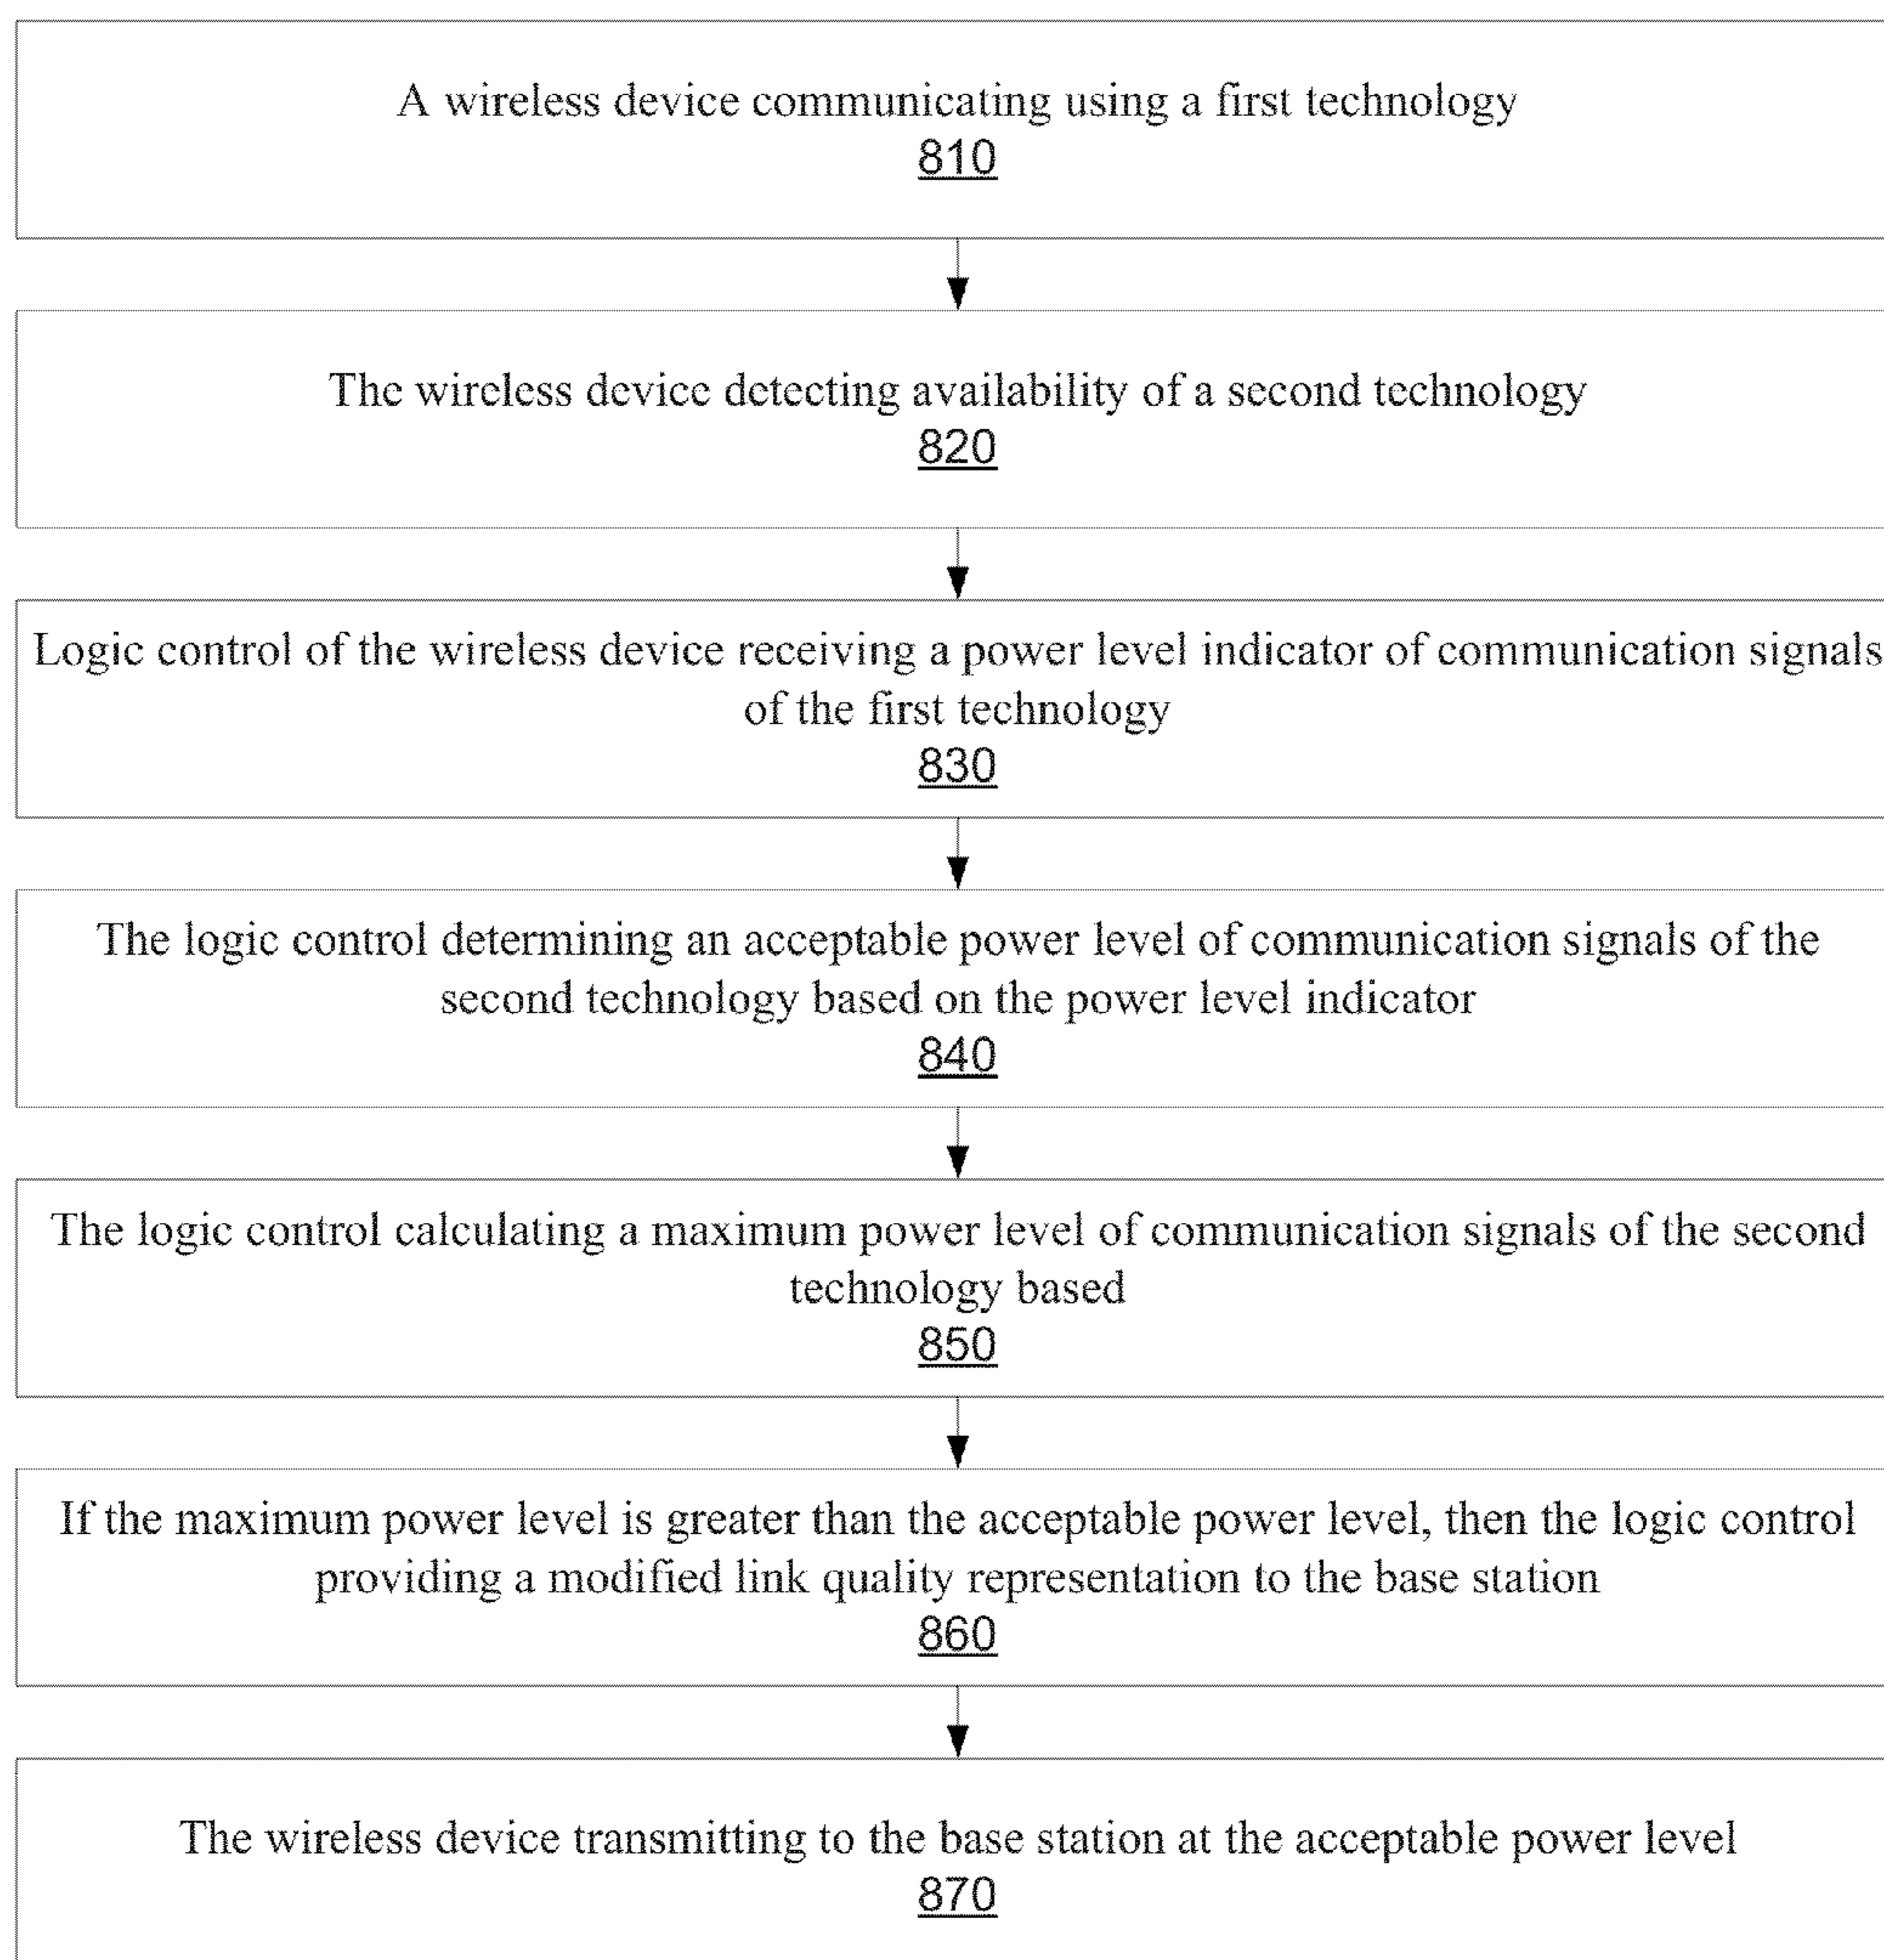 A wireless device communicating using a first technology
810
The wireless device detecting availability of a second technology
820
Logic control of the wireless device receiving a power level indicator of communication signals
of the first technology
830
The logic control determining an acceptable power level of communication signals of the
second technology based on the power level indicator
840
The logic control calculating a maximum power level of communication signals of the second
technology based
850
If the maximum power level is greater than the acceptable power level, then the logic control
providing a modified link quality representation to the base station
860
The wireless device transmitting to the base station at the acceptable power level
870